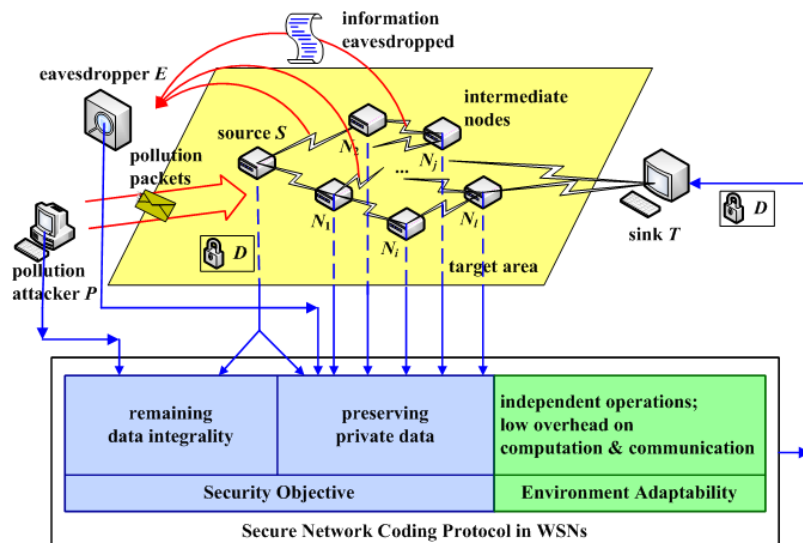 information
eavesdropped
eavesdropper E
intermediate
nodes
source S
N2
Nj
pollution
packets
...
N1
Ni
Nl
D
D
sink T
target area
pollution
attacker P
remaining
data integrality
preserving
private data
independent operations;
low overhead on
computation & communication
Security Objective
Environment Adaptability
Secure Network Coding Protocol in WSNs